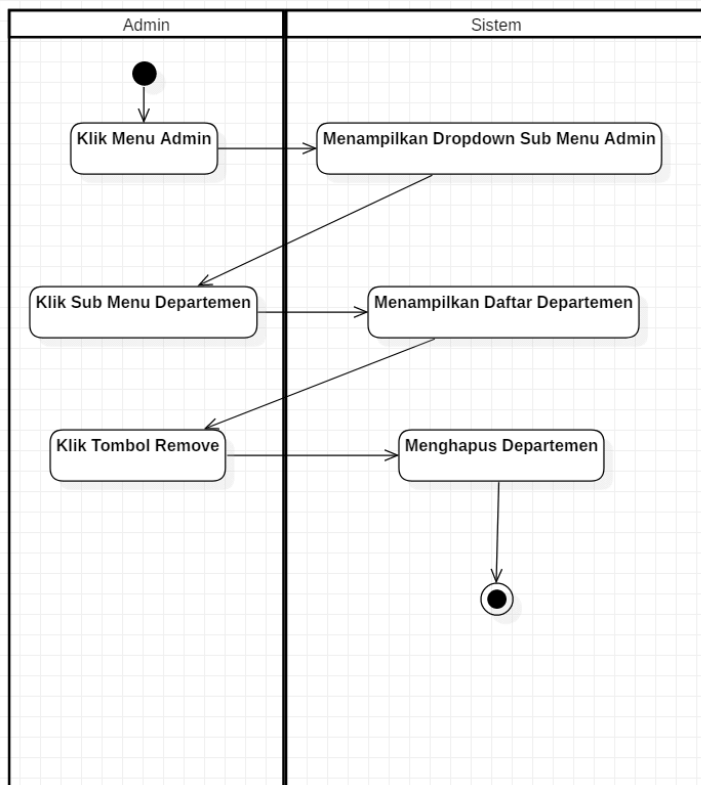 Admin
Sistem
Klik Menu Admin
Menampilkan Dropdown Sub Menu Admin
Klik Sub Menu Departemen
Menampilkan Daftar Departemen
Klik Tombol Remove
Menghapus Departemen